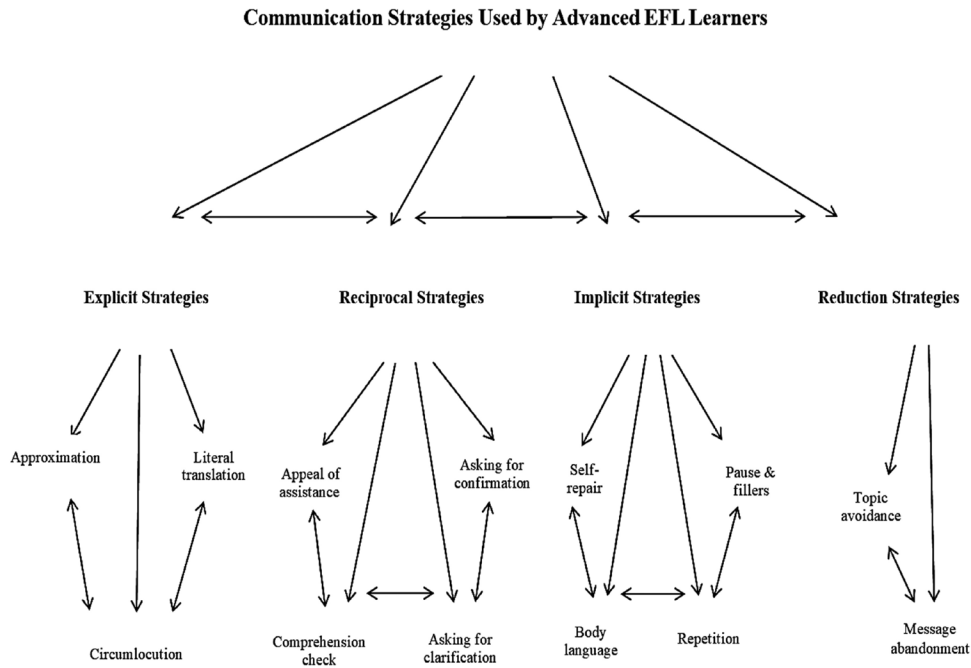 Communication Strategies Used by Advanced EFL Learners
Explicit Strategies
Reciprocal Strategies
Implicit Strategies
Reduction Strategies
Approximation
Literal
translation
Circumlocution
Appeal of
assistance
Asking for
confirmation
Comprehension
check
Asking for
clarification
Self-
repair
Pause &
fillers
Body
language
Repetition
Topic
avoidance
Message
abandonment